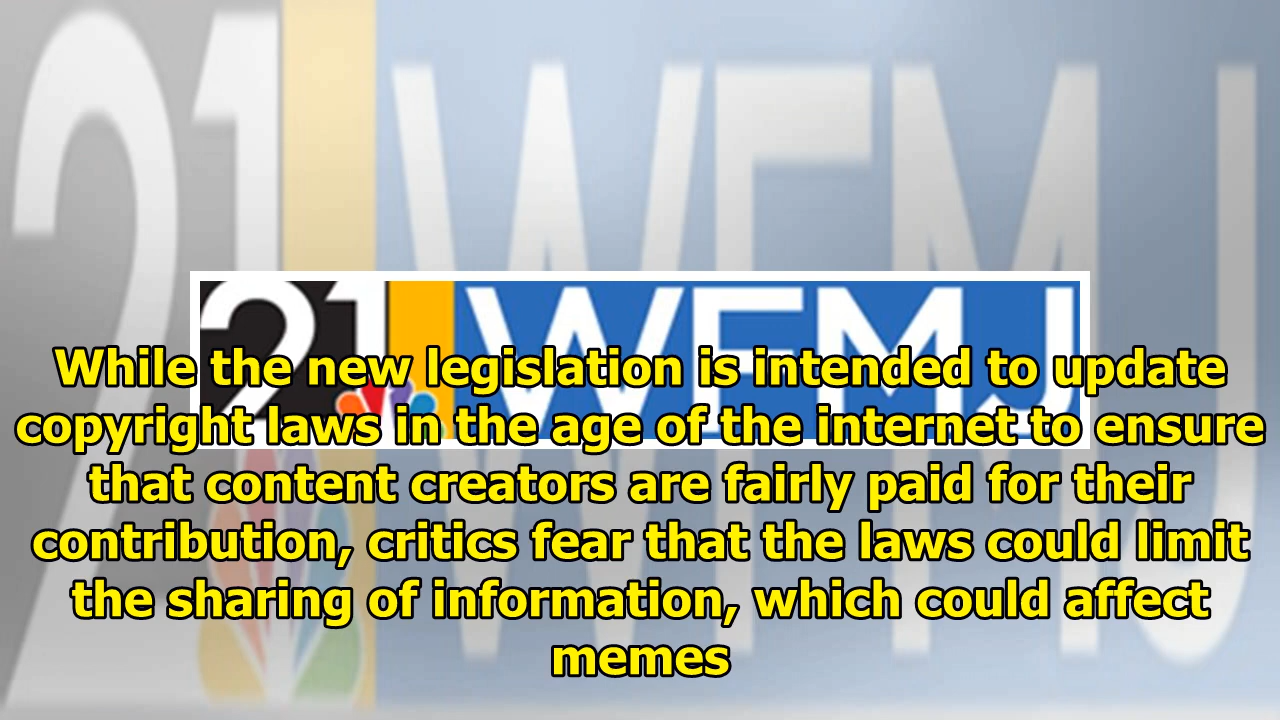 21 WFMJ
21 WFMJ
While the new legislation is intended to update
copyright laws in the age of the internet to ensure
that content creators are fairly paid for their
contribution, critics fear that the laws could limit
the sharing of information, which could affect
memes